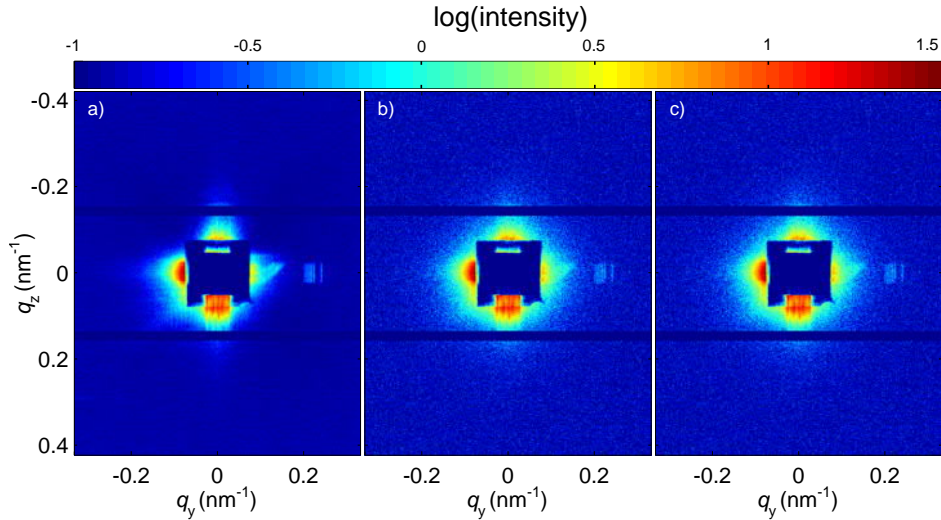 log(intensity)
-1 -0.5 0 0.5 1 1.5
a) b) c)
-0.4
-0.2
0
0.2
0.4
q_z (nm⁻¹)
-0.2 0 0.2 -0.2 0 0.2 -0.2 0 0.2
q_y (nm⁻¹) q_y (nm⁻¹) q_y (nm⁻¹)